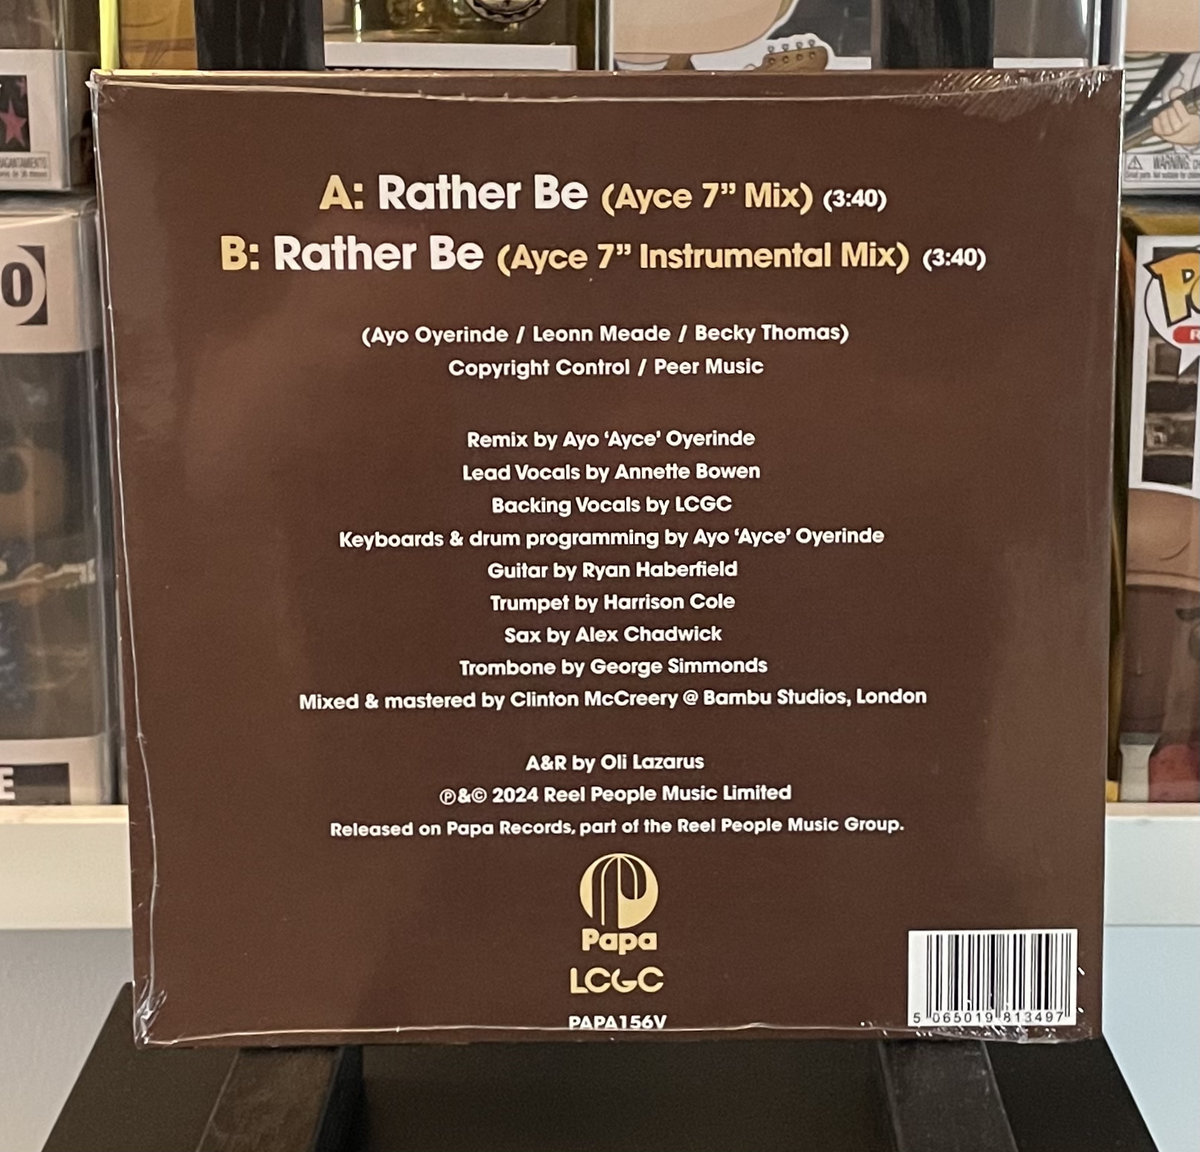 A: Rather Be (Ayce 7” Mix) (3:40)
B: Rather Be (Ayce 7” Instrumental Mix) (3:40)
(Ayo Oyerinde / Leonn Meade / Becky Thomas)
Copyright Control / Peer Music
Remix by Ayo ‘Ayce’ Oyerinde
Lead Vocals by Annette Bowen
Backing Vocals by LCGC
Keyboards & drum programming by Ayo ‘Ayce’ Oyerinde
Guitar by Ryan Haberfield
Trumpet by Harrison Cole
Sax by Alex Chadwick
Trombone by George Simmonds
Mixed & mastered by Clinton McCreery @ Bambu Studios, London
A&R by Oli Lazarus
℗&© 2024 Reel People Music Limited
Released on Papa Records, part of the Reel People Music Group.
Papa
LCGC
PAPA156V
5 065019 813497
WARNING